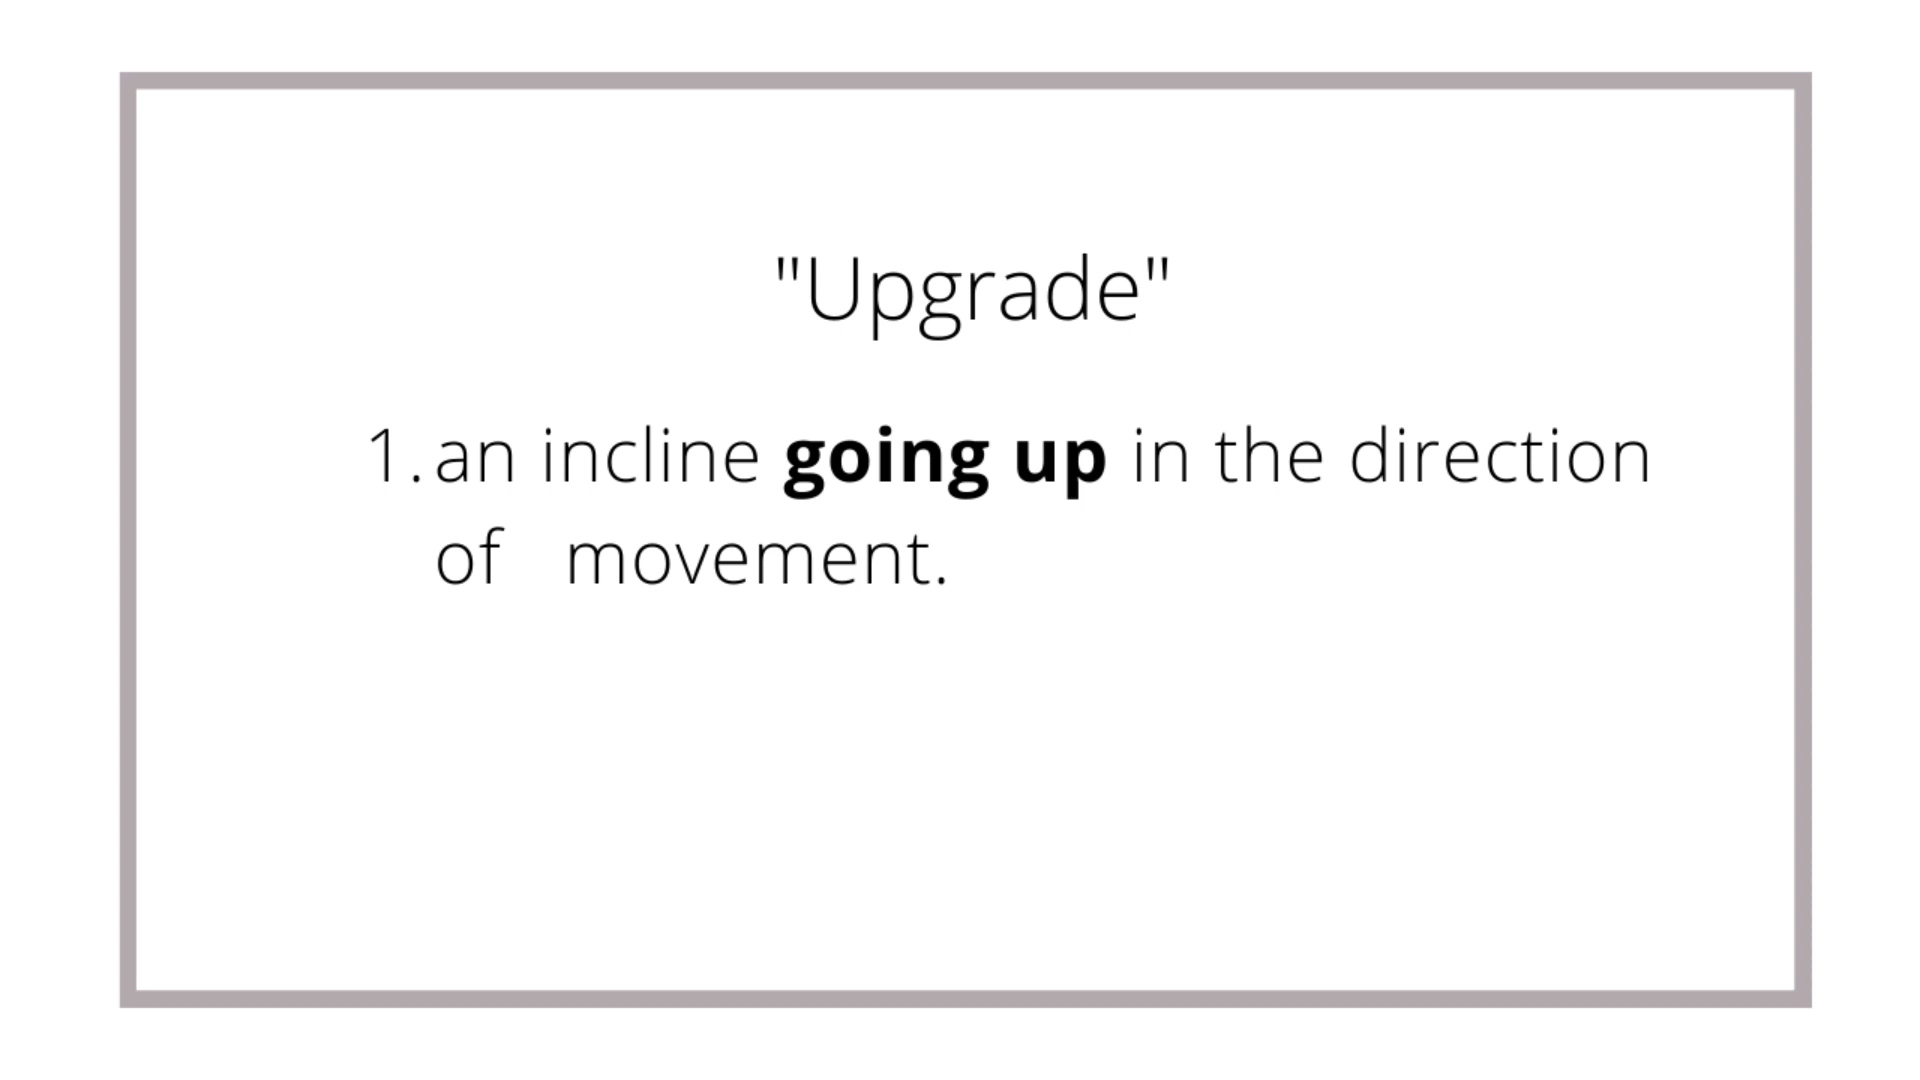 "Upgrade"
1. an incline going up in the direction
of movement.